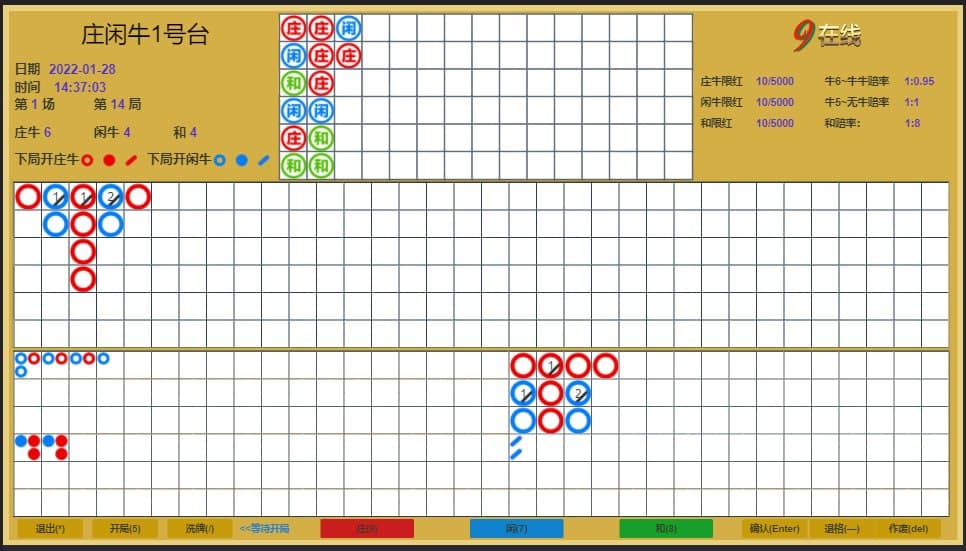 庄闲牛1号台
日期 2022-01-28
时间 14:37:03
第 1 场 第 14 局
庄牛 6 闲牛 4 和 4
下局开庄牛 下局开闲牛
庄 庄 闲
闲 庄 庄
和 庄
闲 闲
庄 和
和 和
9在线
庄牛限红 10/5000 牛6~牛牛赔率 1:0.95
闲牛限红 10/5000 牛5~无牛赔率 1:1
和限红 10/5000 和赔率: 1:8
1 1 2
1
1 2
退出(*) 开局(5) 洗牌(/) <<等待开局 庄(9) 闲(7) 和(8) 确认(Enter) 退格(—) 作废(del)